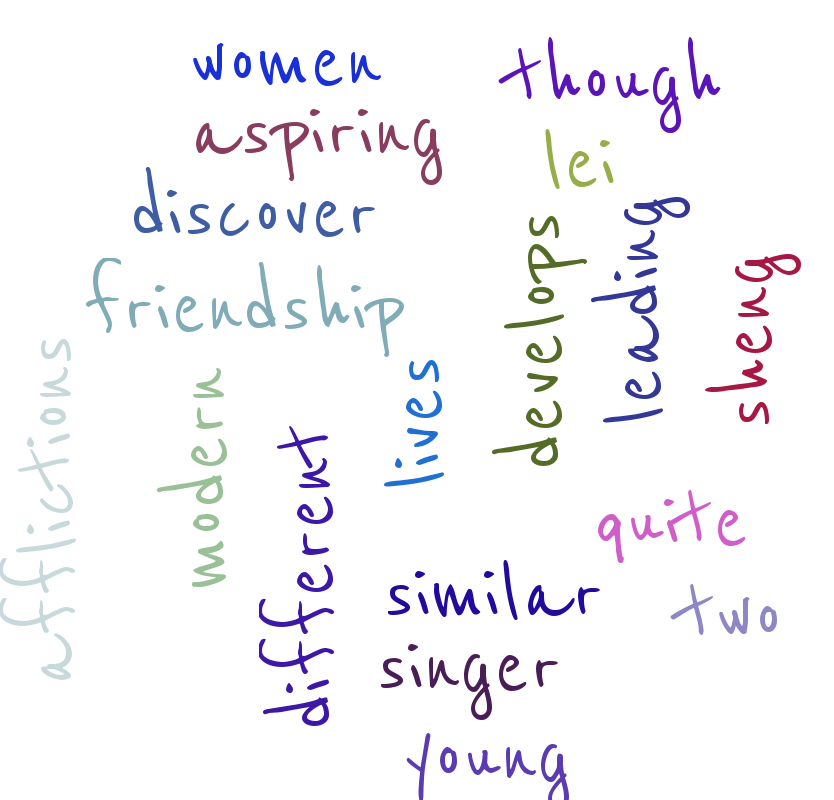 women
though
aspiring
lei
discover
friendship
develops
leading
sheng
afflictions
modern
lives
different
quite
similar
two
singer
young